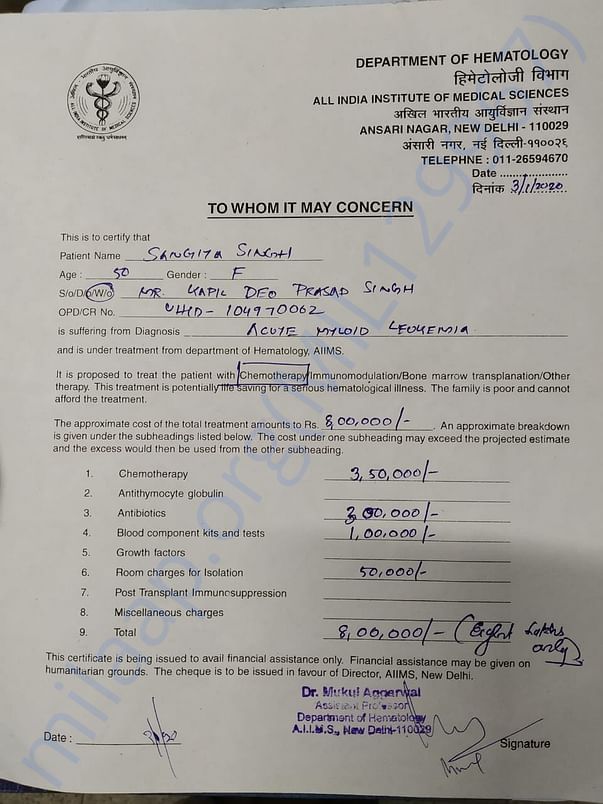 DEPARTMENT OF HEMATOLOGY
हिमेटोलोजी विभाग
ALL INDIA INSTITUTE OF MEDICAL SCIENCES
अखिल भारतीय आयुर्विज्ञान संस्थान
ANSARI NAGAR, NEW DELHI - 110029
अंसारी नगर, नई दिल्ली-११००२६
TELEPHNE : 011-26594670
Date .....................
दिनांक 3/1/2020
TO WHOM IT MAY CONCERN
This is to certify that
Patient Name SANGITA SINGH
Age : 50 Gender : F
S/o/D/o/W/o MR. KAPIL DEO PRASAD SINGH
OPD/CR No. UHID- 104970062
is suffering from Diagnosis ACUTE MYLOID LEUKEMIA
and is under treatment from department of Hematology, AIIMS.
It is proposed to treat the patient with Chemotherapy/Immunomodulation/Bone marrow transplanation/Other
therapy. This treatment is potentially life saving for a serious hematological illness. The family is poor and cannot
afford the treatment.
The approximate cost of the total treatment amounts to Rs. 8,00,000/- . An approximate breakdown
is given under the subheadings listed below. The cost under one subheading may exceed the projected estimate
and the excess would then be used from the other subheading.
1. Chemotherapy 3,50,000/-
2. Antithymocyte globulin
3. Antibiotics 3,00,000/-
4. Blood component kits and tests 1,00,000/-
5. Growth factors
6. Room charges for Isolation 50,000/-
7. Post Transplant Immunosuppression
8. Miscellaneous charges
9. Total 8,00,000/- (Eight Lakhs
only)
This certificate is being issued to avail financial assistance only. Financial assistance may be given on
humanitarian grounds. The cheque is to be issued in favour of Director, AIIMS, New Delhi.
Dr. Mukul Aggarwal
Assistant Professor
Department of Hematology
A.I.I.M.S., New Delhi-110029
Date :
Signature